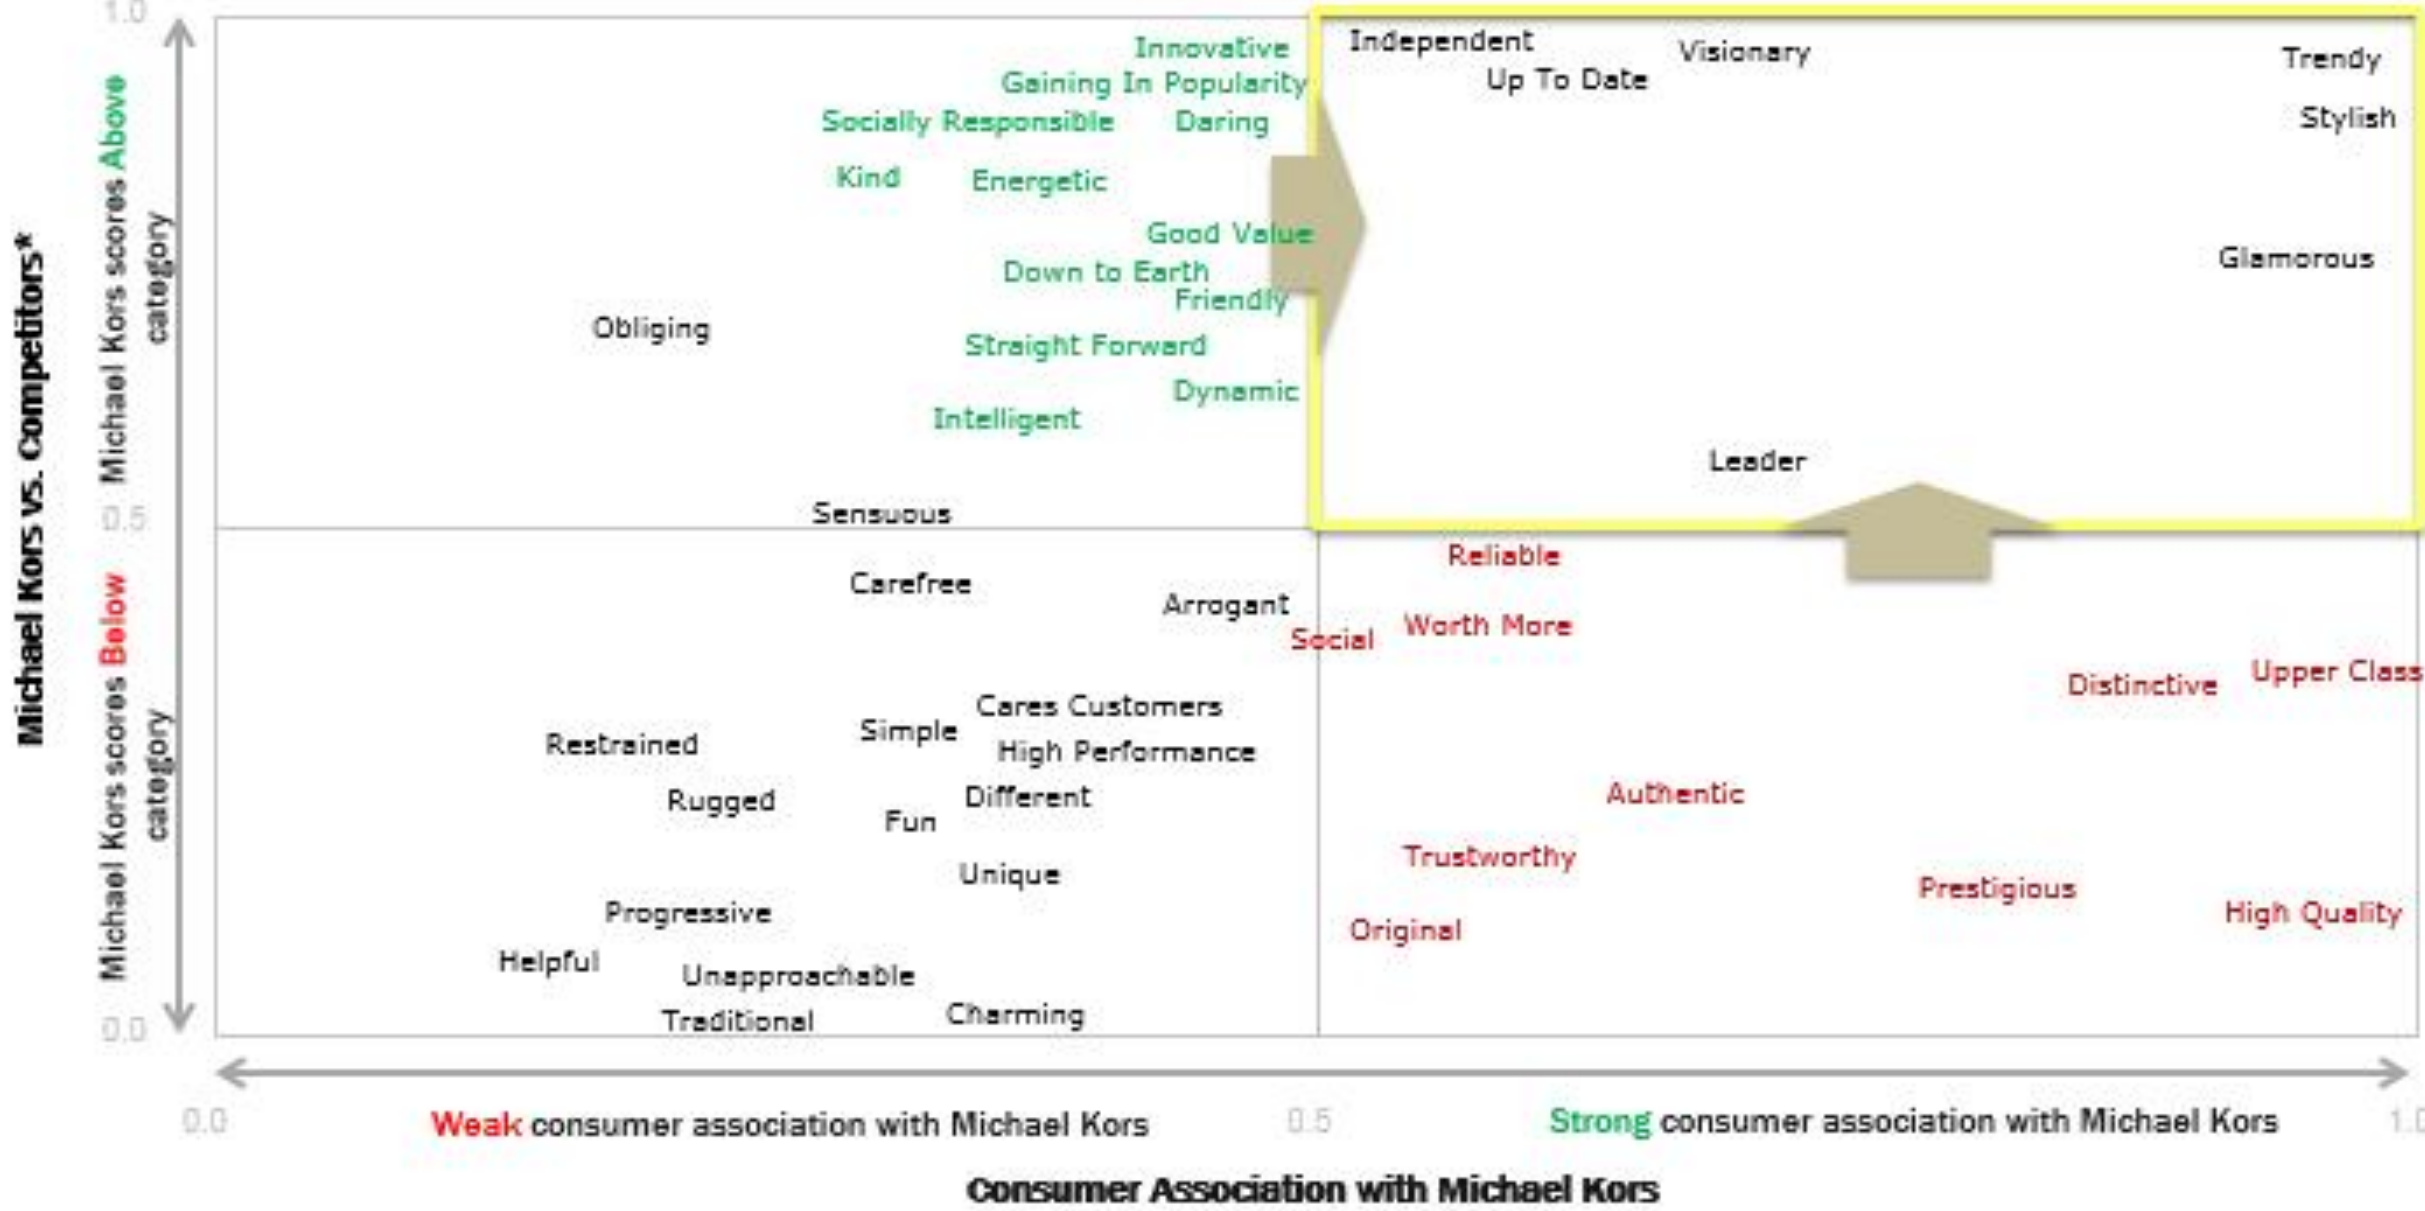 1.0
Innovative
Independent
Visionary
Trendy
Gaining In Popularity
Up To Date
Socially Responsible
Daring
Stylish
Kind
Energetic
Good Value
Glamorous
Down to Earth
Friendly
Obliging
Straight Forward
Dynamic
Intelligent
Leader
Sensuous
0.5
Reliable
Carefree
Arrogant
Social
Worth More
Upper Class
Distinctive
Cares Customers
Simple
Restrained
High Performance
Authentic
Different
Rugged
Fun
Trustworthy
Unique
Prestigious
Progressive
High Quality
Original
Helpful
Unapproachable
Charming
Traditional
0.0
Michael Kors vs. Competitors*
Michael Kors scores Above
category
Michael Kors scores Below
category
0.0
Weak consumer association with Michael Kors
0.5
Strong consumer association with Michael Kors
1.0
Consumer Association with Michael Kors